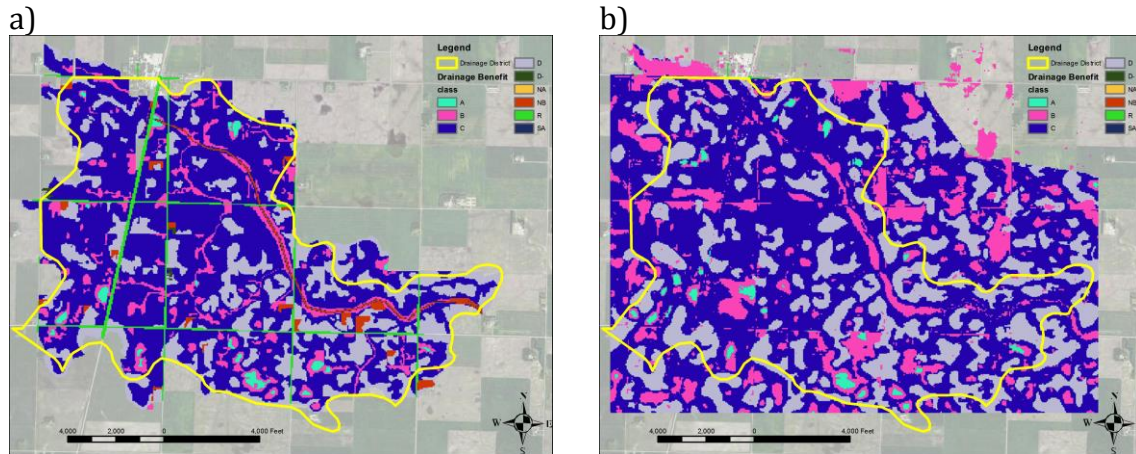 a)
Legend
Drainage District
Drainage Benefit
class
A
B
C
D
D-
NA
NB
R
SA
4,000 2,000 0 4,000 Feet
N
W E
S
b)
Legend
Drainage District
Drainage Benefit
class
A
B
C
D
D-
NA
NB
R
SA
4,000 2,000 0 4,000 Feet
N
W E
S